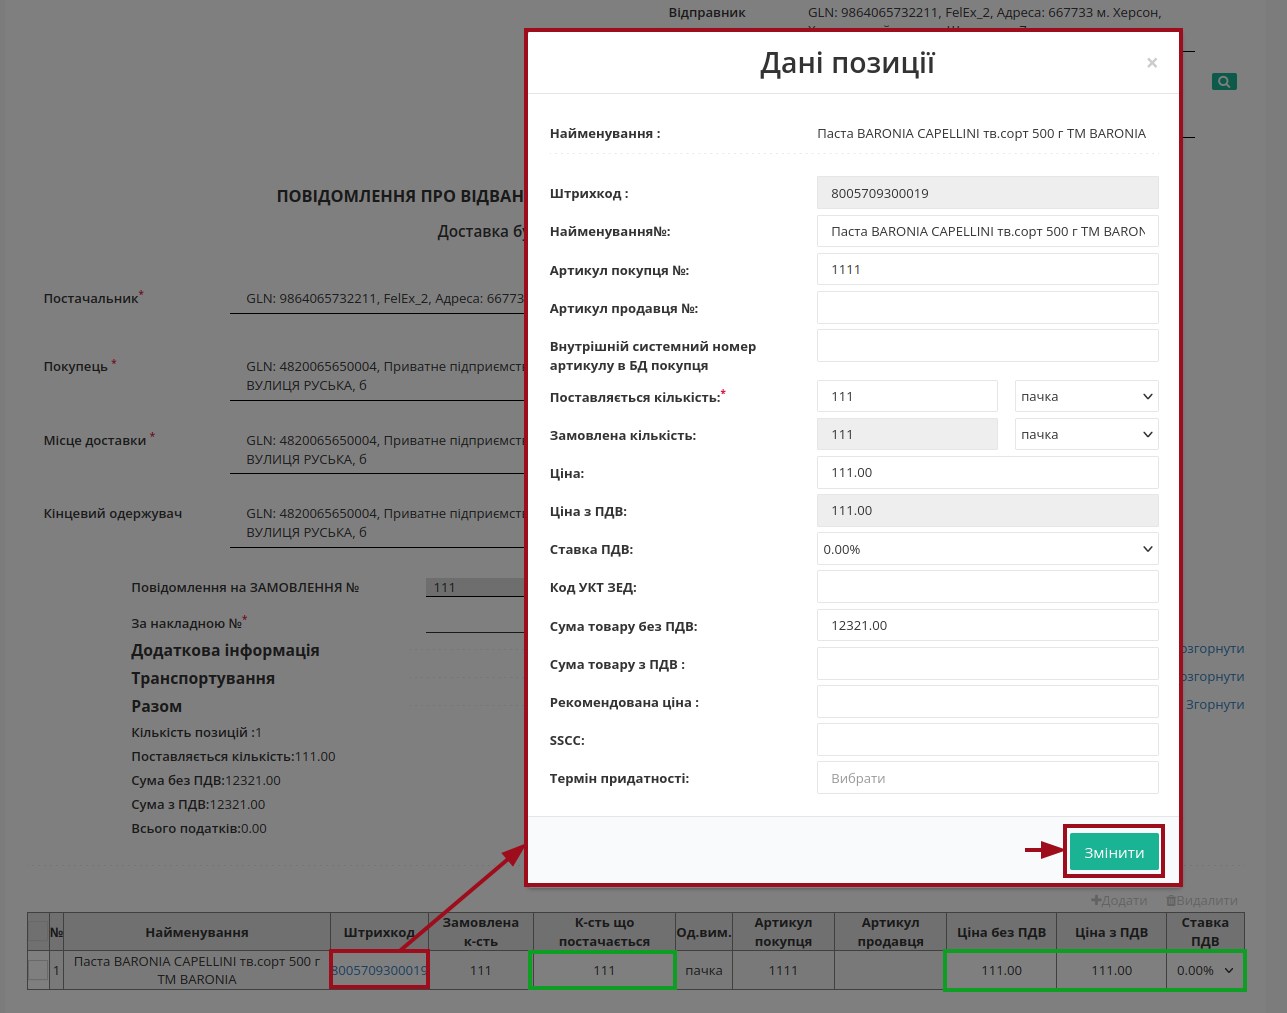 Відправник
GLN: 9864065732211, FelEx_2, Адреса: 667733 м. Херсон,
Дані позиції
×
Найменування :
Паста BARONIA CAPELLINI тв.сорт 500 г ТМ BARONIA
Штрихкод :
8005709300019
Найменування№:
Паста BARONIA CAPELLINI тв.сорт 500 г ТМ BARON
Артикул покупця №:
1111
Артикул продавця №:
Внутрішній системний номер
артикулу в БД покупця
Поставляється кількість:*
111
пачка
Замовлена кількість:
111
пачка
Ціна:
111.00
Ціна з ПДВ:
111.00
Ставка ПДВ:
0.00%
Код УКТ ЗЕД:
Сума товару без ПДВ:
12321.00
Сума товару з ПДВ :
Рекомендована ціна :
SSCC:
Термін придатності:
Вибрати
Змінити
ПОВІДОМЛЕННЯ ПРО ВІДВАН
Доставка бу
Постачальник*
GLN: 9864065732211, FelEx_2, Адреса: 66773
Покупець *
GLN: 4820065650004, Приватне підприємст
ВУЛИЦЯ РУСЬКА, б
Місце доставки *
GLN: 4820065650004, Приватне підприємст
ВУЛИЦЯ РУСЬКА, б
Кінцевий одержувач
GLN: 4820065650004, Приватне підприємст
ВУЛИЦЯ РУСЬКА, б
Повідомлення на ЗАМОВЛЕННЯ №
111
За накладною №*
Додаткова інформація
озгорнути
Транспортування
озгорнути
Разом
Згорнути
Кількість позицій :1
Поставляється кількість:111.00
Сума без ПДВ:12321.00
Сума з ПДВ:12321.00
Всього податків:0.00
Додати
Видалити
№
Найменування
Штрихкод
Замовлена
к-сть
К-сть що
постачається
Од.вим.
Артикул
покупця
Артикул
продавця
Ціна без ПДВ
Ціна з ПДВ
Ставка
ПДВ
1
Паста BARONIA CAPELLINI тв.сорт 500 г
ТМ BARONIA
8005709300019
111
111
пачка
1111
111.00
111.00
0.00%